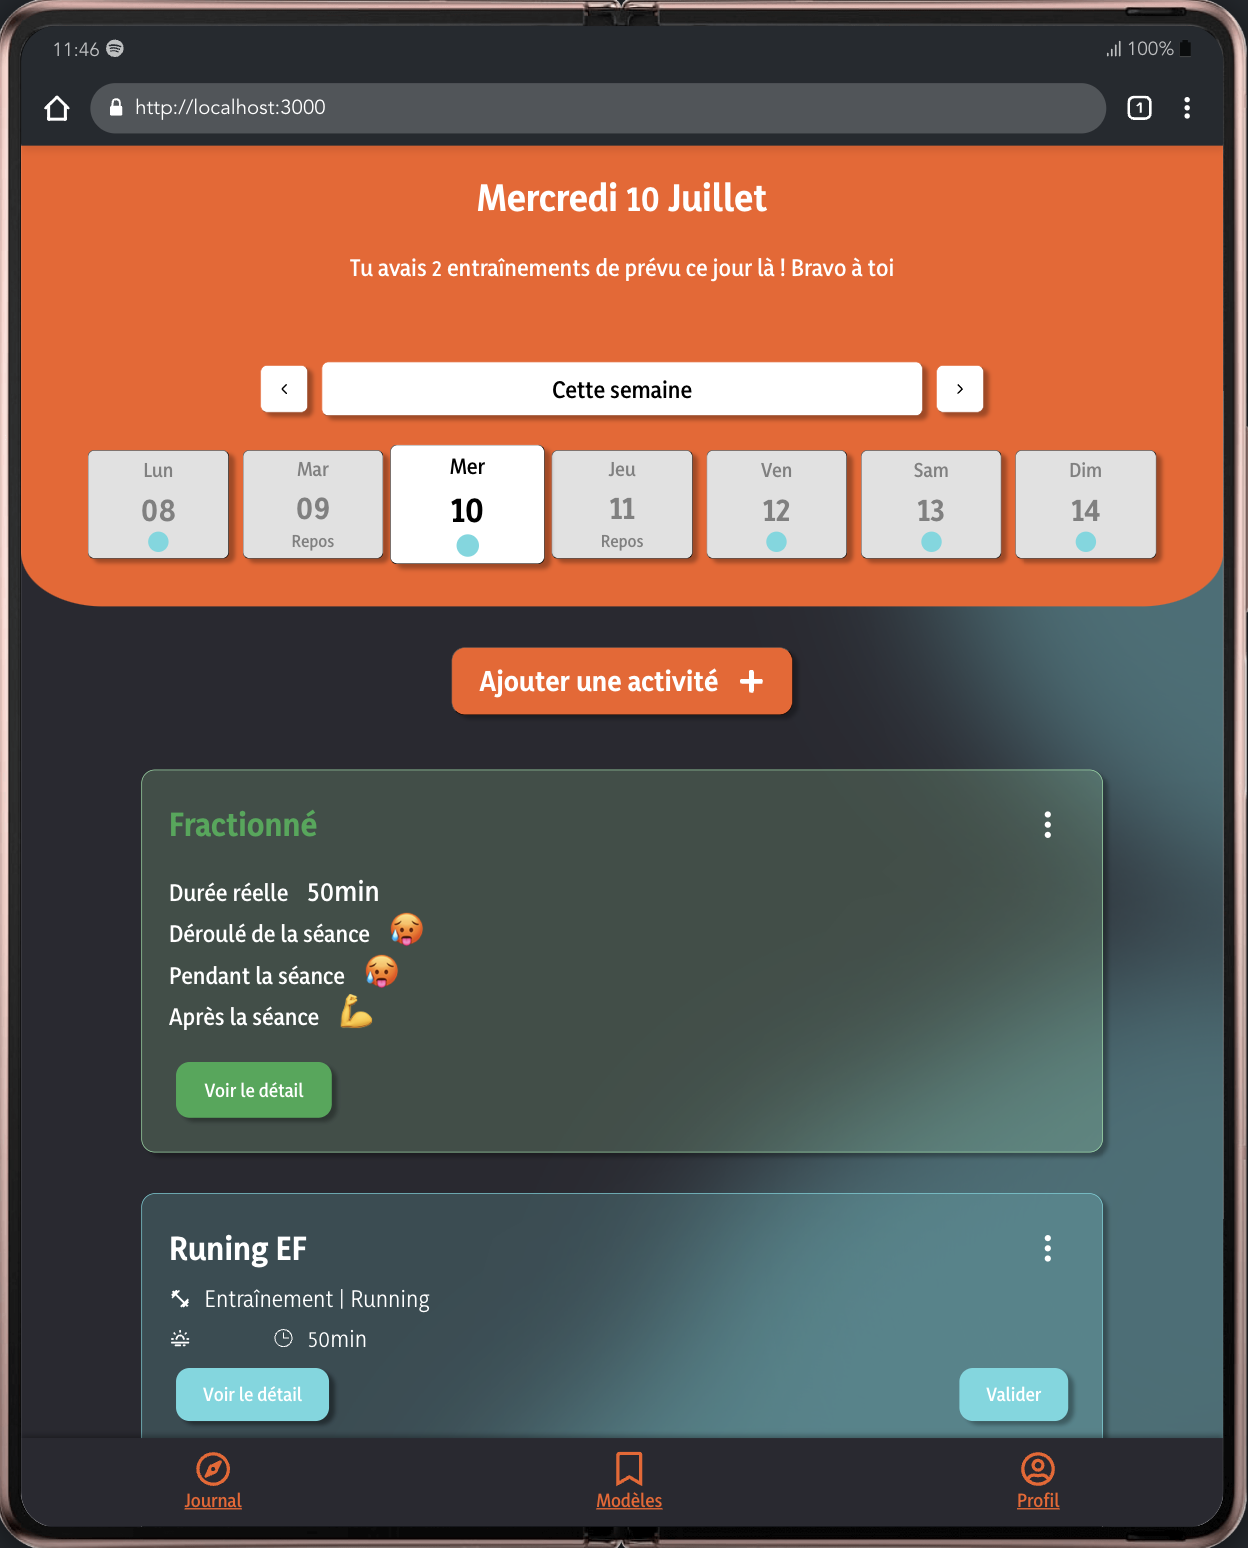 11:46
100%
http://localhost:3000
1
Mercredi 10 Juillet
Tu avais 2 entraînements de prévu ce jour là ! Bravo à toi
Cette semaine
Lun Mar Mer Jeu Ven Sam Dim
08 09 10 11 12 13 14
Repos Repos
Ajouter une activité
Fractionné
Durée réelle 50min
Déroulé de la séance 🥵
Pendant la séance 🥵
Après la séance 💪
Voir le détail
Runing EF
Entraînement | Running
50min
Voir le détail Valider
Journal Modèles Profil